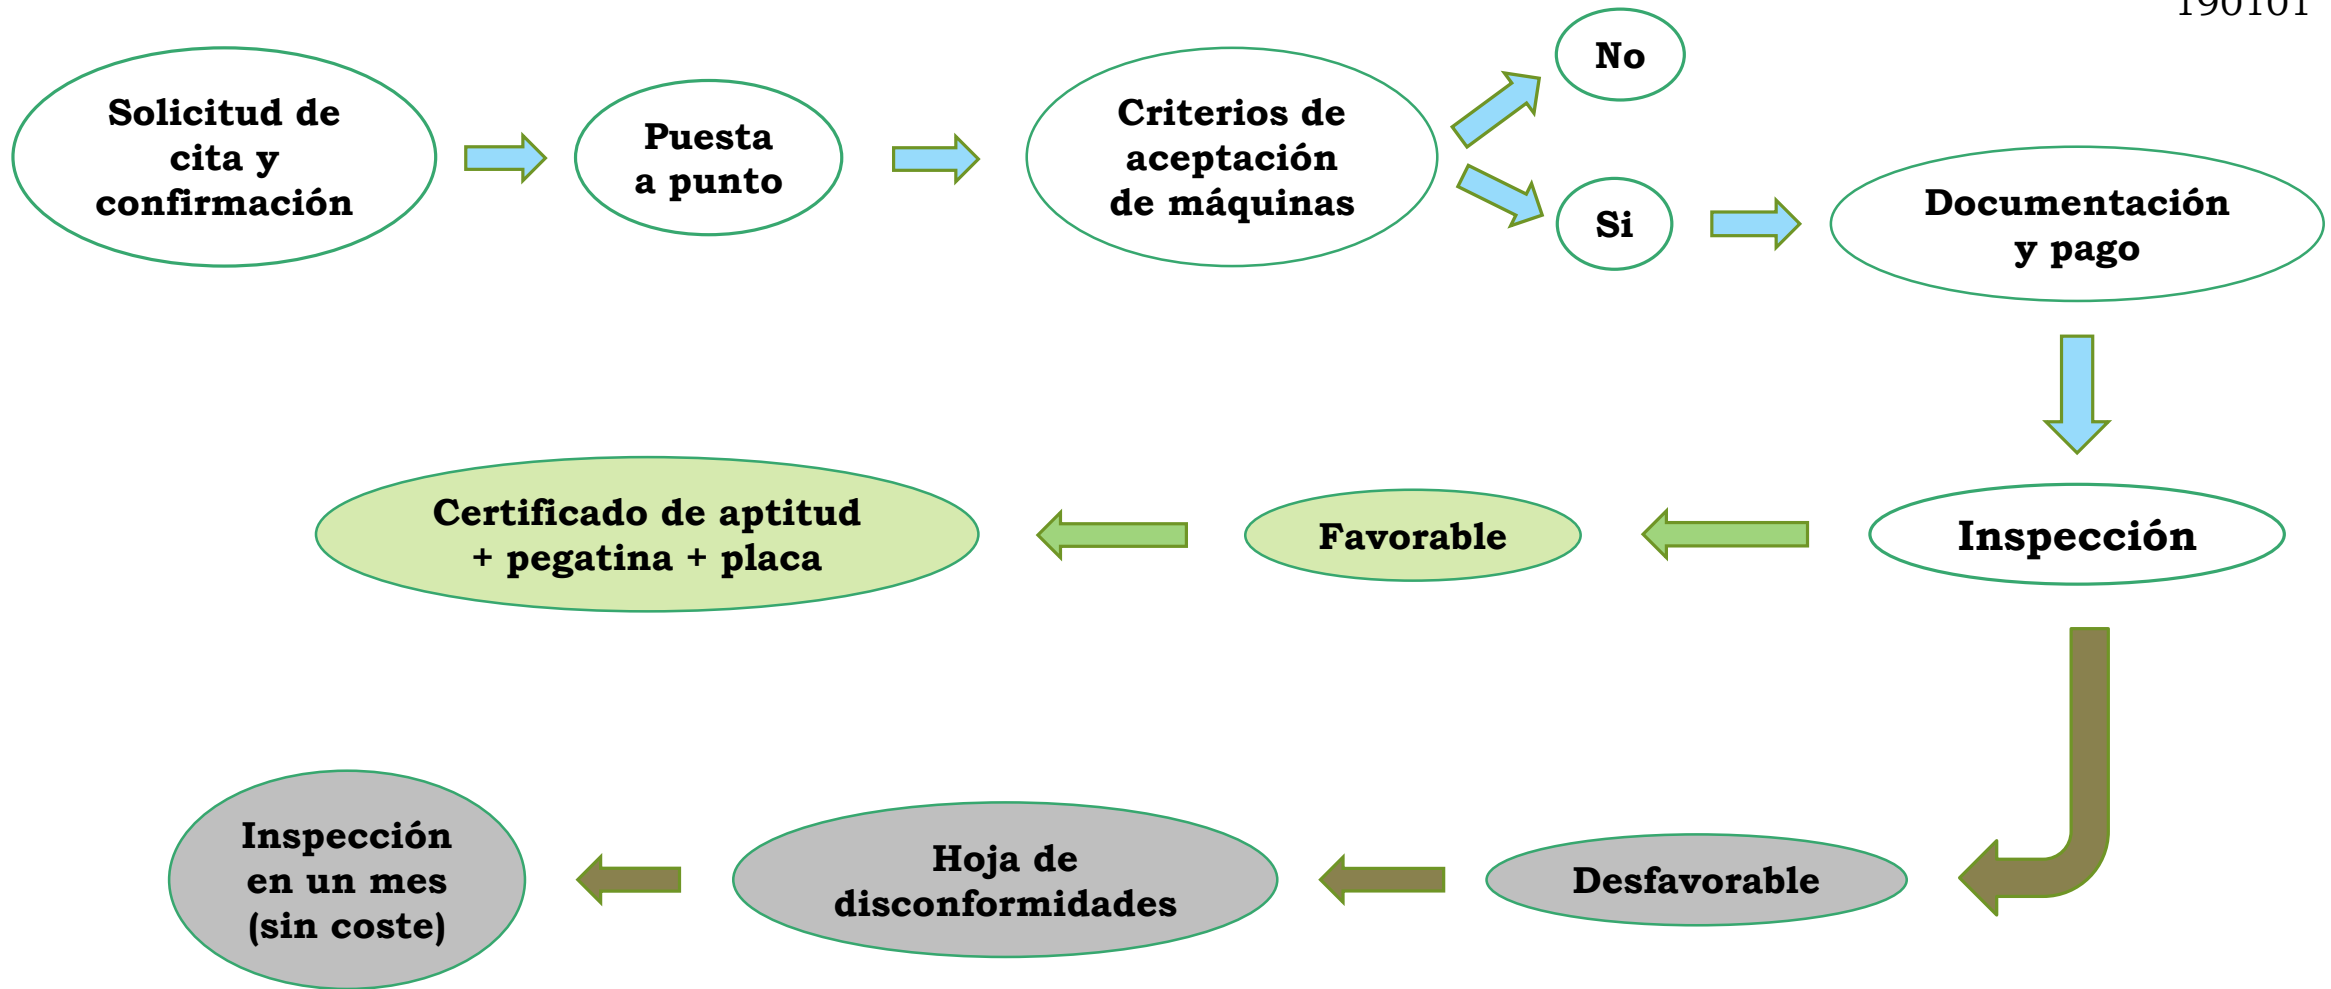 190101
Solicitud de
cita y
confirmación
Puesta
a punto
Criterios de
aceptación
de máquinas
No
Si
Documentación
y pago
Inspección
Favorable
Certificado de aptitud
+ pegatina + placa
Desfavorable
Hoja de
disconformidades
Inspección
en un mes
(sin coste)